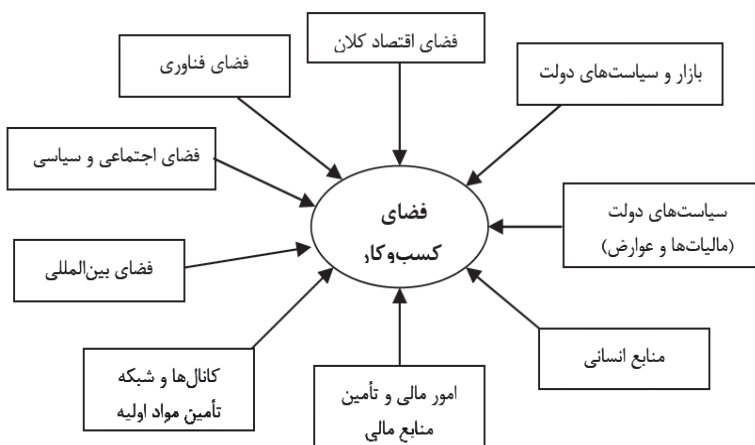 فضای اقتصاد کلان
فضای فناوری
بازار و سیاست‌های دولت
فضای اجتماعی و سیاسی
فضای
کسب‌وکار
سیاست‌های دولت
(مالیات‌ها و عوارض)
فضای بین‌المللی
منابع انسانی
کانال‌ها و شبکه
تأمین مواد اولیه
امور مالی و تأمین
منابع مالی